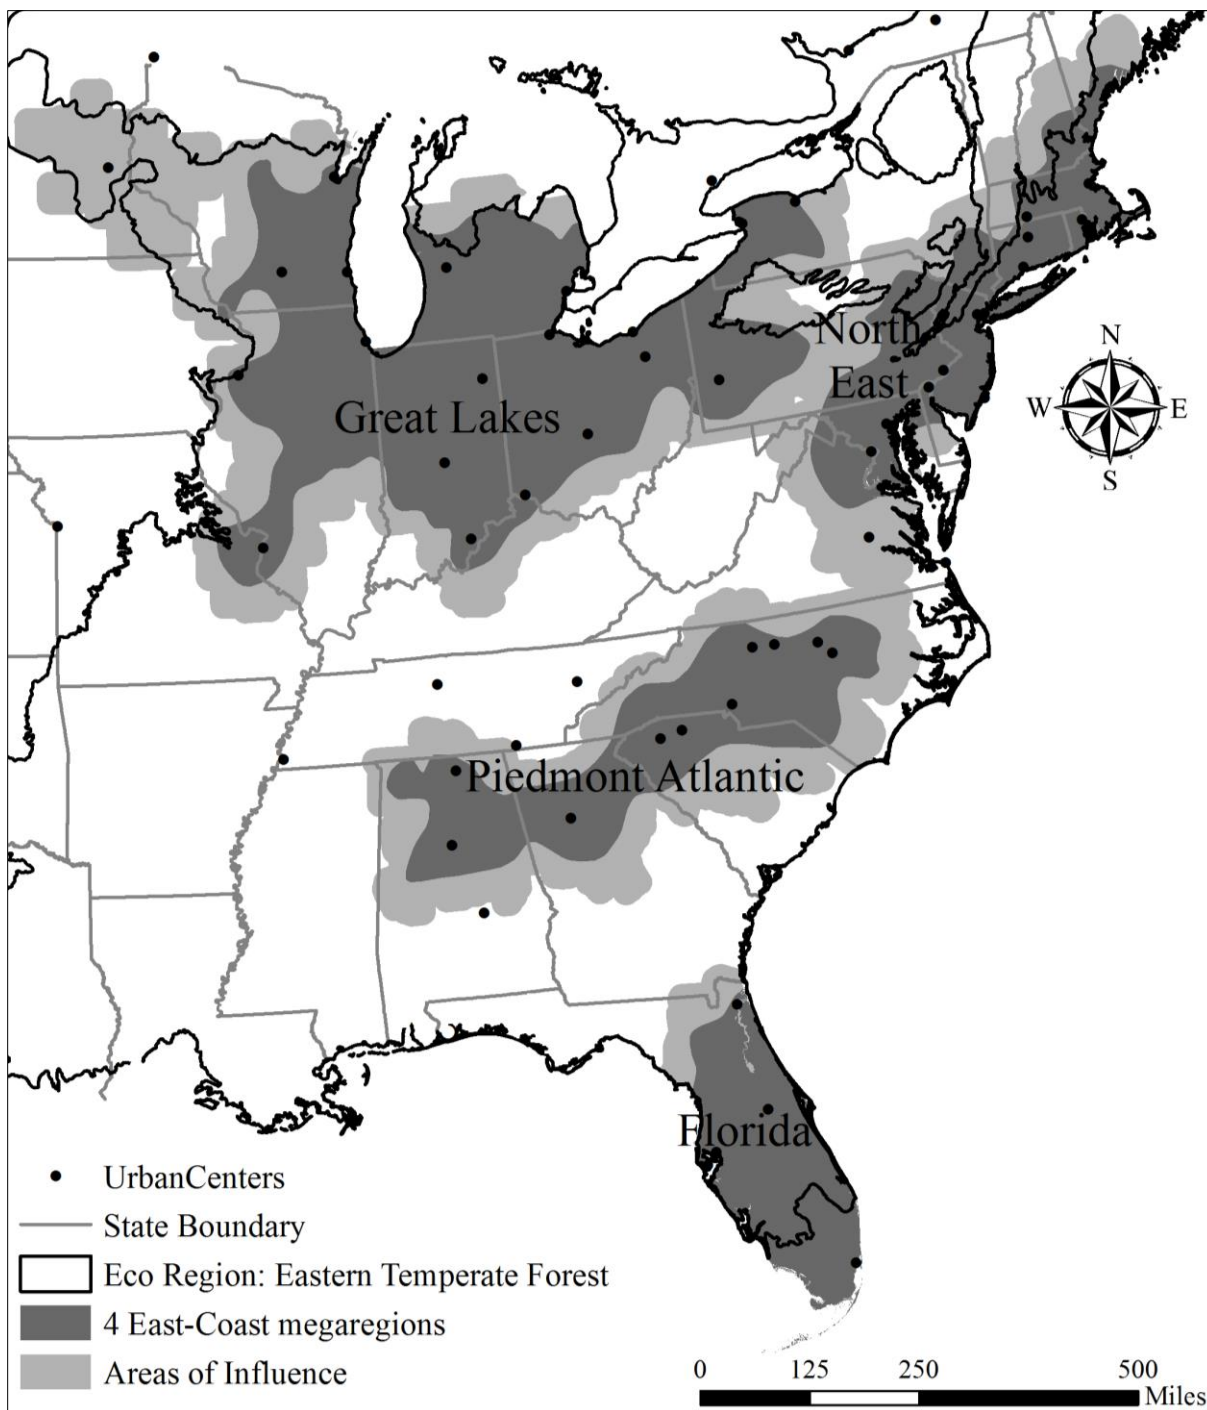 North
East
N
W E
S
Great Lakes
Piedmont Atlantic
Florida
UrbanCenters
State Boundary
Eco Region: Eastern Temperate Forest
4 East-Coast megaregions
Areas of Influence
0 125 250 500
Miles